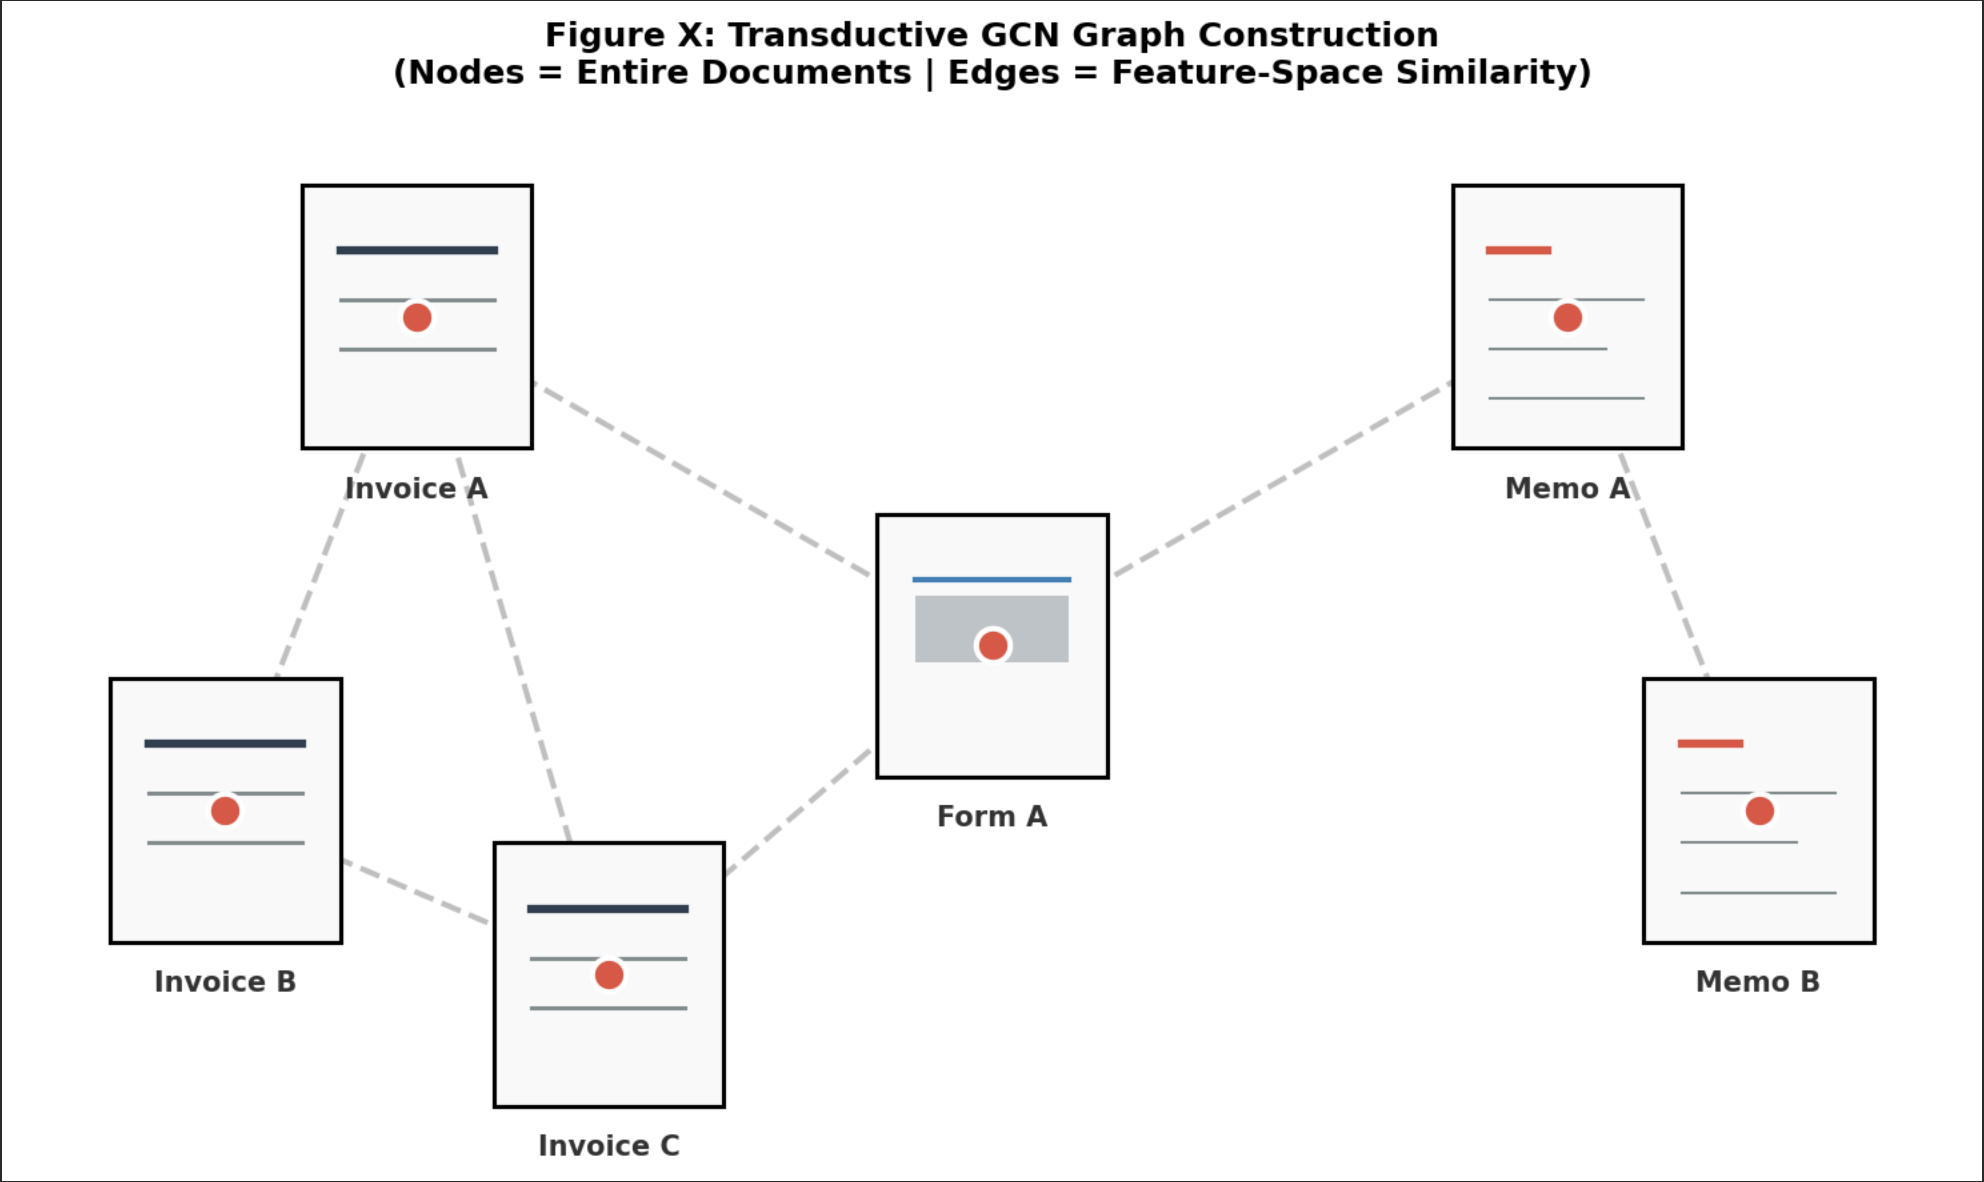 Figure X: Transductive GCN Graph Construction
(Nodes = Entire Documents | Edges = Feature-Space Similarity)
Invoice A
Memo A
Form A
Invoice B
Memo B
Invoice C